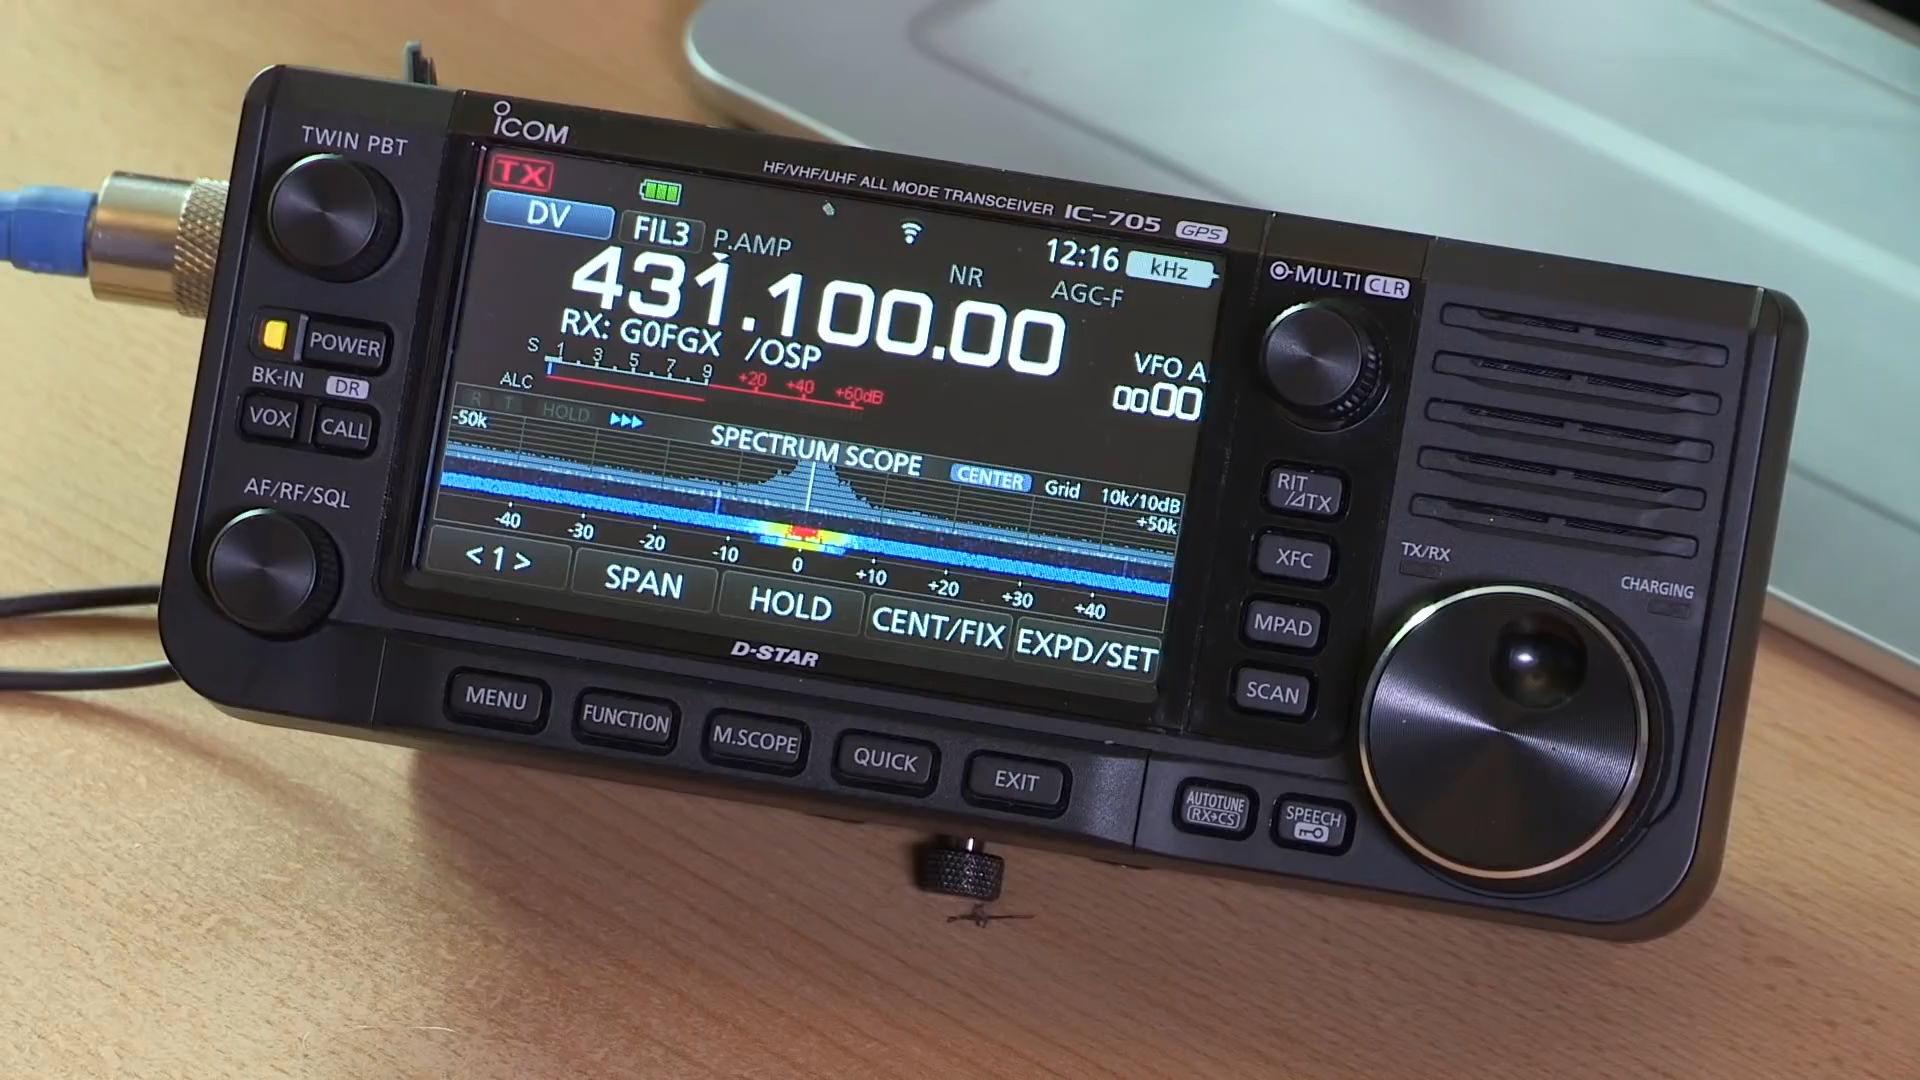 ICOM
HF/VHF/UHF ALL MODE TRANSCEIVER IC-705 GPS
TWIN PBT
POWER
BK-IN DR
VOX CALL
AF/RF/SQL
TX
DV FIL3 P.AMP NR AGC-F 12:16 kHz
431.100.00
RX: G0FGX /OSP
VFO A
0000
S 1 . 3 . 5 . 7 . 9 +20 +40 +60dB
ALC
R T HOLD
-50k SPECTRUM SCOPE CENTER Grid 10k/10dB
+50k
-40 -30 -20 -10 0 +10 +20 +30 +40
<1> SPAN HOLD CENT/FIX EXPD/SET
D-STAR
MENU FUNCTION M.SCOPE QUICK EXIT
MULTI CLR
RIT
/⊿TX
XFC
MPAD
SCAN
TX/RX
CHARGING
AUTOTUNE
RX→CS
SPEECH